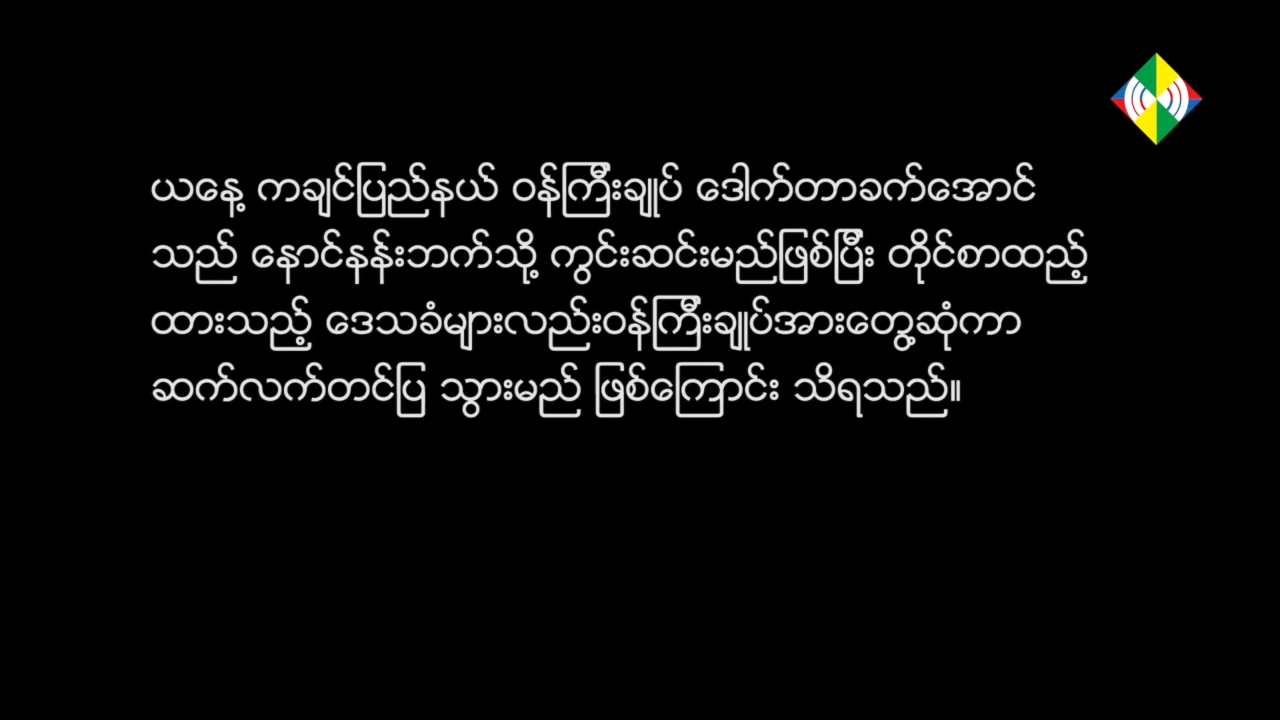 ယနေ့ ကချင်ပြည်နယ် ဝန်ကြီးချုပ် ဒေါက်တာခက်အောင်
သည် နောင်နန်းဘက်သို့ ကွင်းဆင်းမည်ဖြစ်ပြီး တိုင်စာထည့်
ထားသည့် ဒေသခံများလည်းဝန်ကြီးချုပ်အားတွေ့ဆုံကာ
ဆက်လက်တင်ပြ သွားမည် ဖြစ်ကြောင်း သိရသည်။